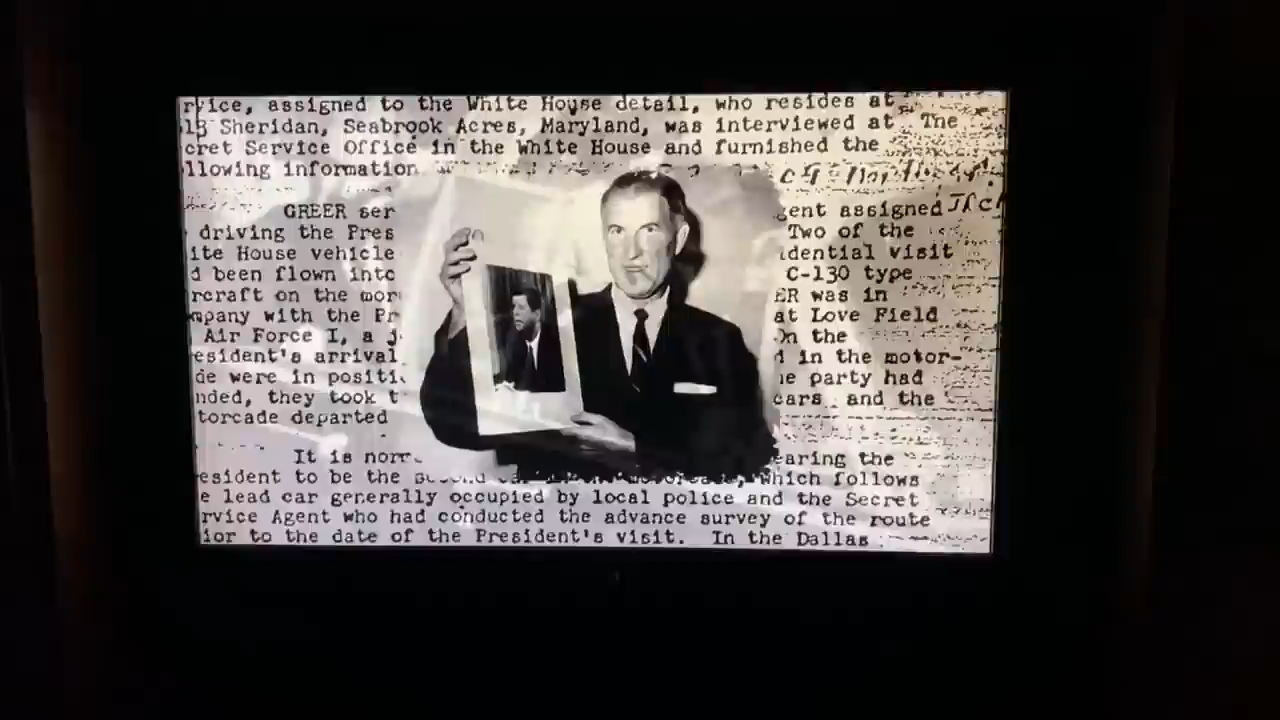 rvice, assigned to the White House detail, who resides at
Sheridan, Seabrook Acres, Maryland, was interviewed at The
cret Service Office in the White House and furnished the
llowing information
GREER ser gent assigned
driving the Pres Two of the
ite House vehicle idential visit
d been flown into C-130 type
rcraft on the mor ER was in
mpany with the Pr at Love Field
Air Force I, a j On the
esident's arrival d in the motor-
de were in positi he party had
nded, they took t cars and the
torcade departed
It is norm earing the
esident to be the second car which follows
e lead car generally occupied by local police and the Secret
rvice Agent who had conducted the advance survey of the route
ior to the date of the President's visit. In the Dallas